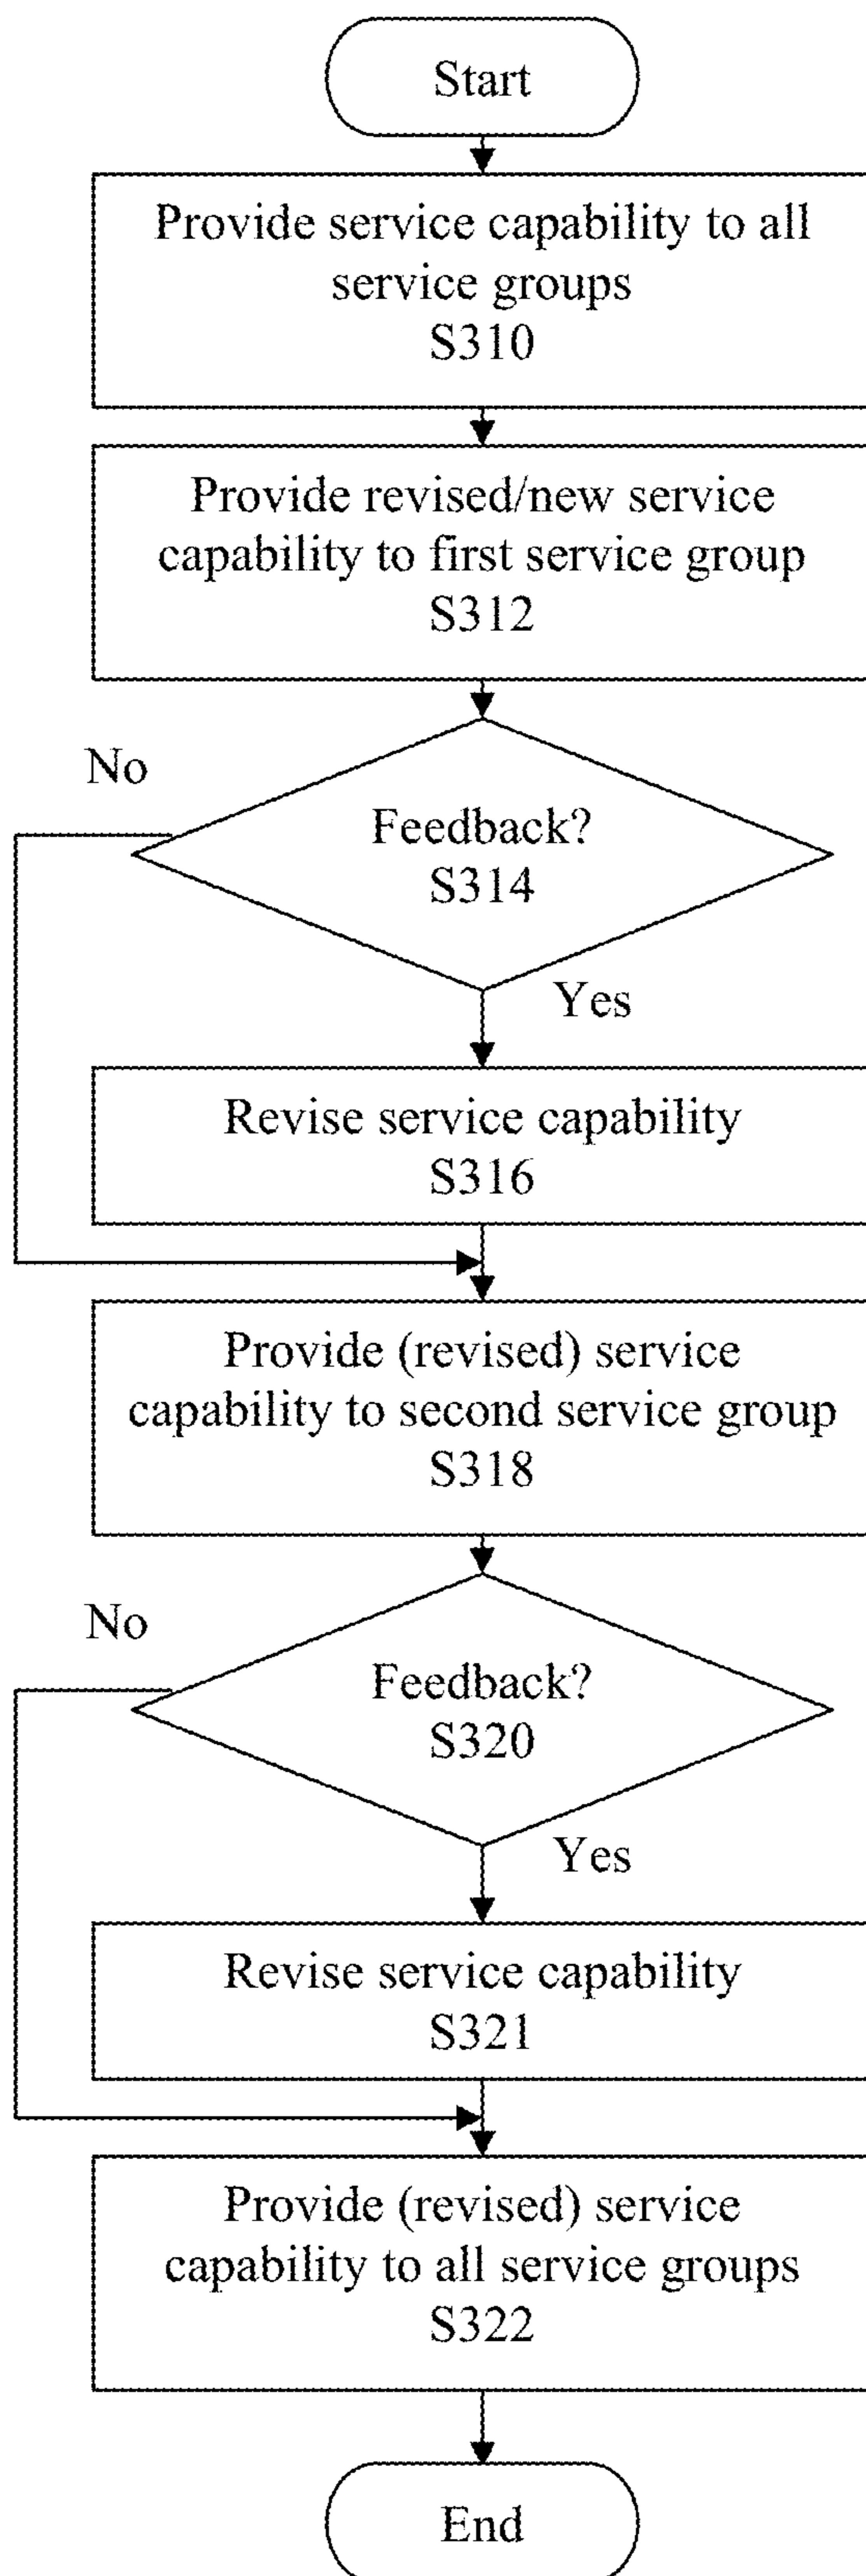 Start
Provide service capability to all
service groups
S310
Provide revised/new service
capability to first service group
S312
No
Feedback?
S314
Yes
Revise service capability
S316
Provide (revised) service
capability to second service group
S318
No
Feedback?
S320
Yes
Revise service capability
S321
Provide (revised) service
capability to all service groups
S322
End